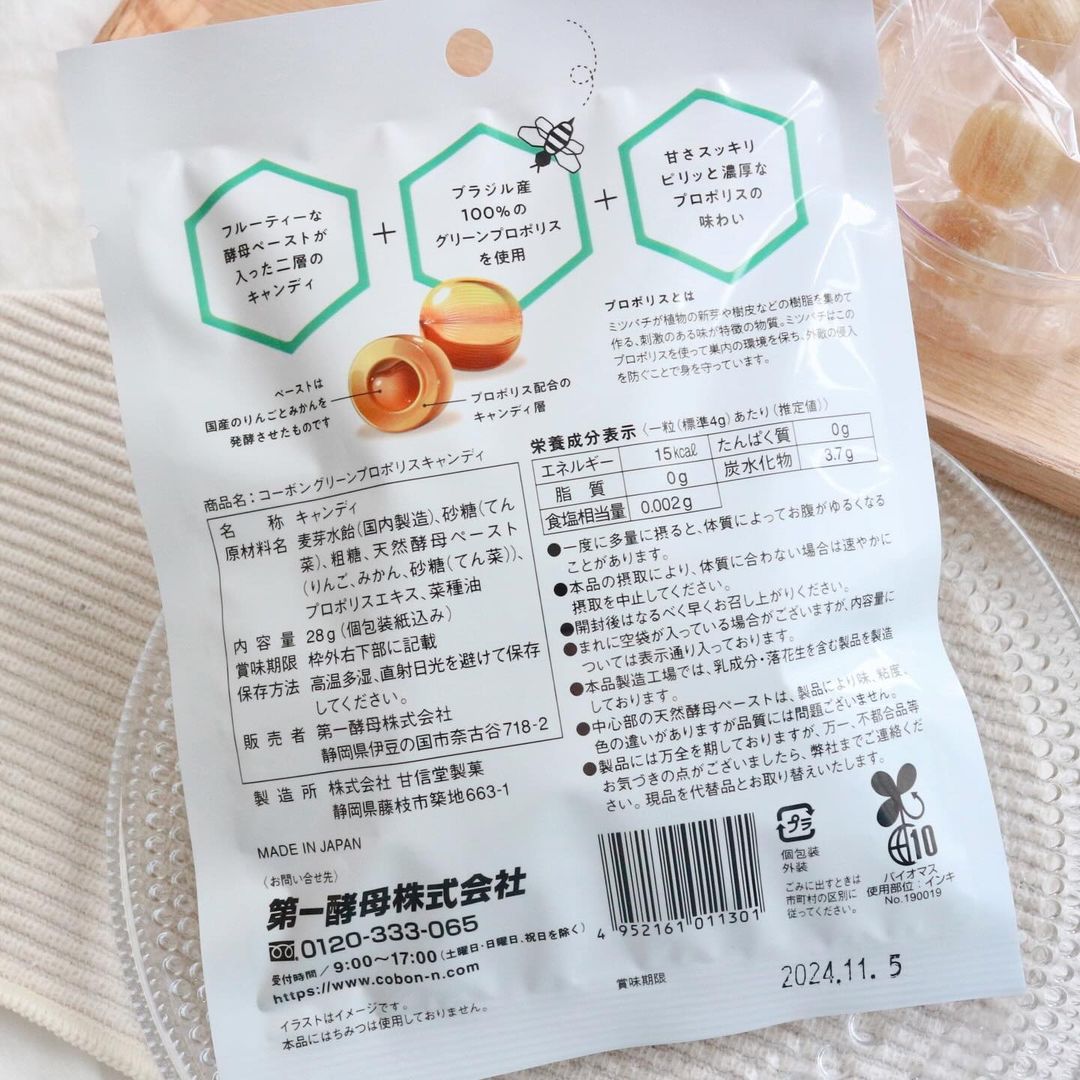 フルーティーな
酵母ペーストが
入った二層の
キャンディ
+
ブラジル産
100%の
グリーンプロポリス
を使用
+
甘さスッキリ
ピリッと濃厚な
プロポリスの
味わい
プロポリスとは
ミツバチが植物の新芽や樹皮などの樹脂を集めて
作る、刺激のある味が特徴の物質。ミツバチはこの
プロポリスを使って巣内の環境を保ち、外敵の侵入
を防ぐことで身を守っています。
ペーストは
国産のりんごとみかんを
発酵させたものです
プロポリス配合の
キャンディ層
商品名:コーボングリーンプロポリスキャンディ
名称 キャンディ
原材料名 麦芽水飴(国内製造)、砂糖(てん
菜)、粗糖、天然酵母ペースト
(りんご、みかん、砂糖(てん菜))、
プロポリスエキス、菜種油
内容量 28g(個包装紙込み)
賞味期限 枠外右下部に記載
保存方法 高温多湿、直射日光を避けて保存
してください。
販売者 第一酵母株式会社
静岡県伊豆の国市奈古谷718-2
製造所 株式会社 甘信堂製菓
静岡県藤枝市築地663-1
栄養成分表示(一粒(標準4g)あたり(推定値))
エネルギー 15kcal たんぱく質 0g
脂質 0g 炭水化物 3.7g
食塩相当量 0.002g
●一度に多量に摂ると、体質によってお腹がゆるくなる
ことがあります。
●本品の摂取により、体質に合わない場合は速やかに
摂取を中止してください。
●開封後はなるべく早くお召し上がりください。
●まれに空袋が入っている場合がございますが、内容量に
ついては表示通り入っております。
●本品製造工場では、乳成分・落花生を含む製品を製造
しております。
●中心部の天然酵母ペーストは、製品により味、粘度、
色の違いがありますが品質には問題ございません。
●製品には万全を期しておりますが、万一、不都合品等
お気づきの点がございましたら、弊社までご連絡くだ
さい。現品を代替品とお取り替えいたします。
MADE IN JAPAN
〈お問い合せ先〉
第一酵母株式会社
0120-333-065
受付時間/9:00〜17:00(土曜日・日曜日、祝日を除く)
https://www.cobon-n.com
イラストはイメージです。
本品にはちみつは使用しておりません。
4 952161 011301
プラ
個包装
外装
ごみに出すときは
市町村の区別に
従ってください。
10
バイオマス
使用部位:インキ
No.190019
賞味期限
2024.11.5